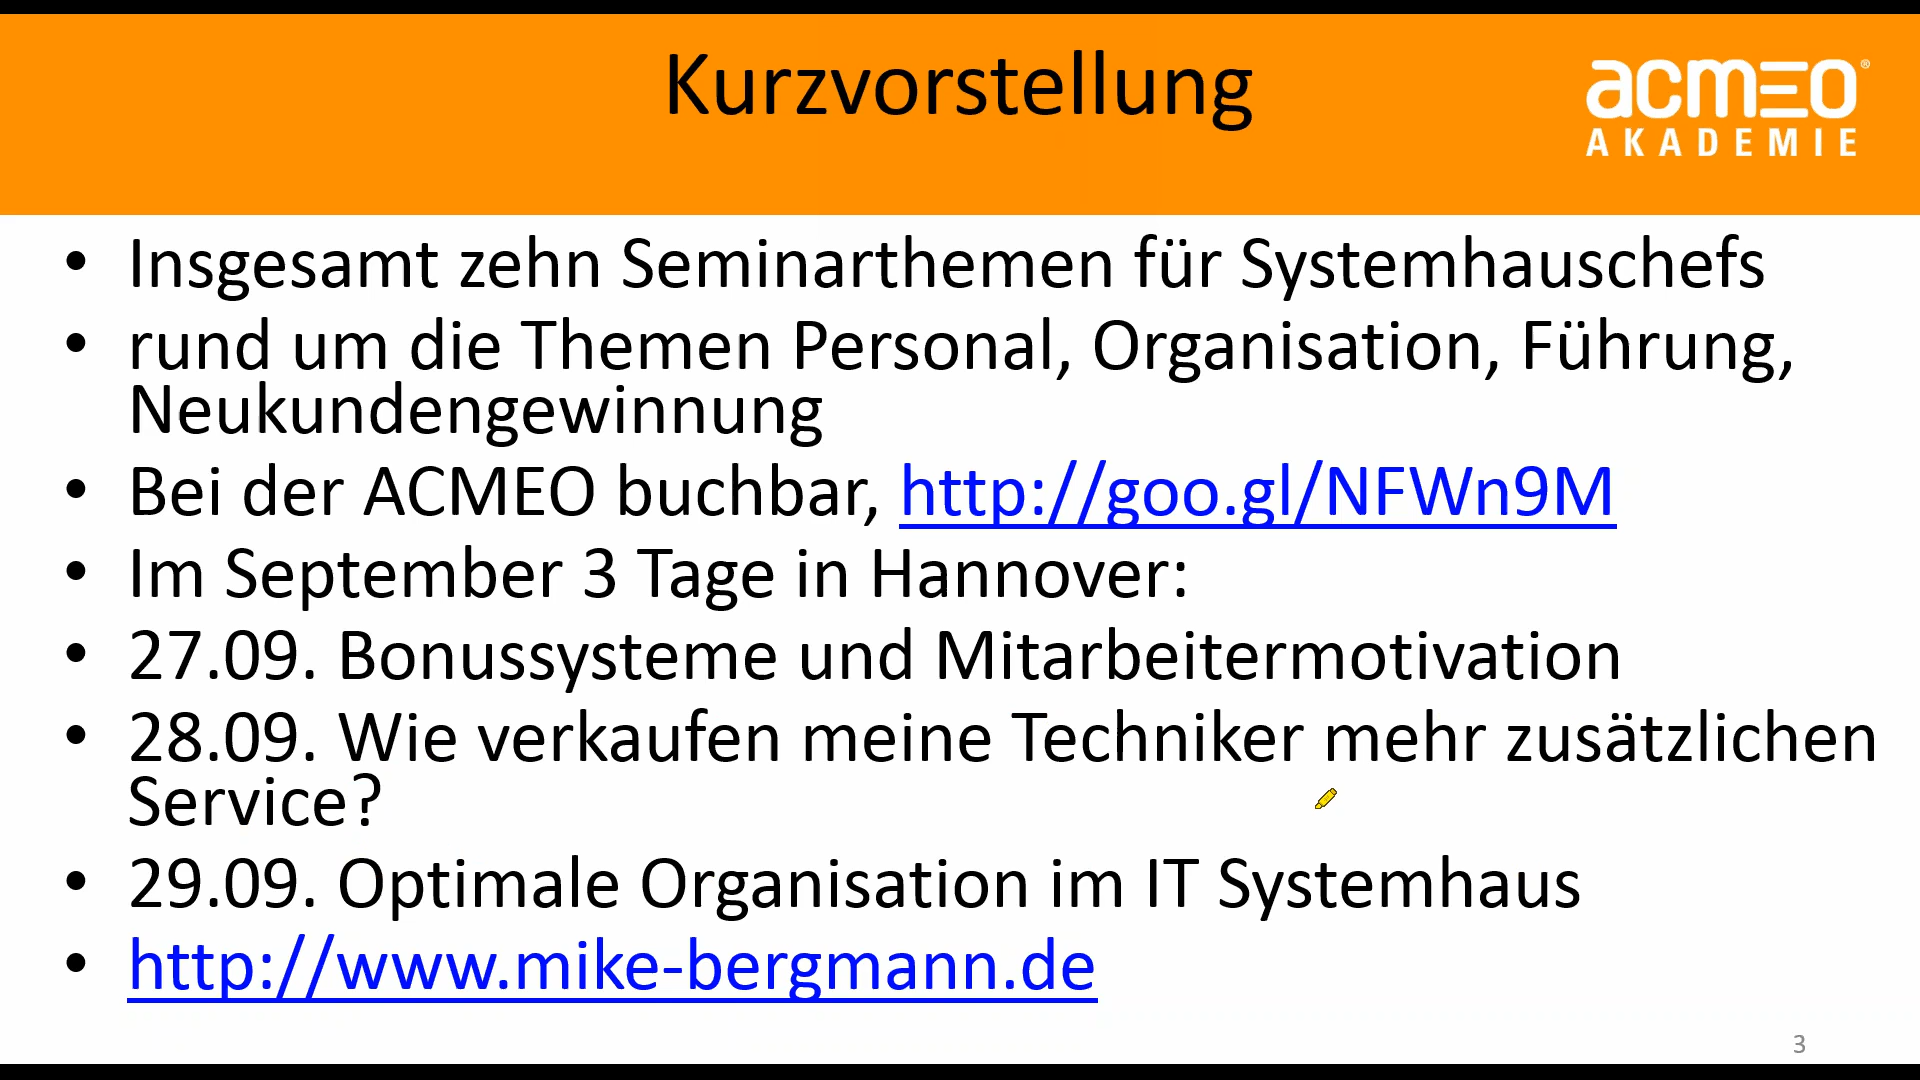 Kurzvorstellung
acmeo®
AKADEMIE
• Insgesamt zehn Seminarthemen für Systemhauschefs
• rund um die Themen Personal, Organisation, Führung,
Neukundengewinnung
• Bei der ACMEO buchbar, http://goo.gl/NFWn9M
• Im September 3 Tage in Hannover:
• 27.09. Bonussysteme und Mitarbeitermotivation
• 28.09. Wie verkaufen meine Techniker mehr zusätzlichen
Service?
• 29.09. Optimale Organisation im IT Systemhaus
• http://www.mike-bergmann.de
3